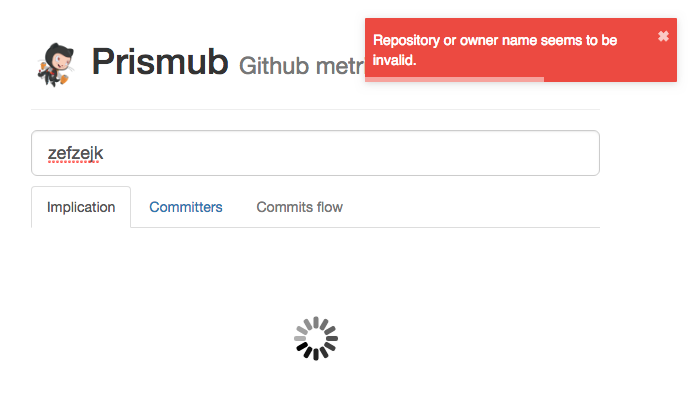 Repository or owner name seems to be
invalid.
Prismub Github metr
zefzejk
Implication Committers Commits flow